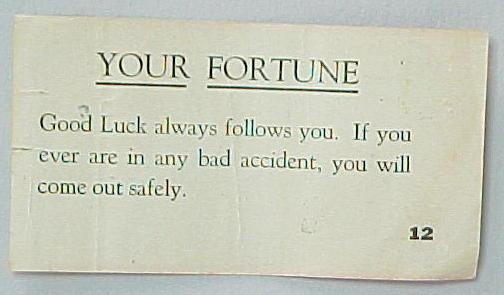 YOUR FORTUNE
Good Luck always follows you. If you
ever are in any bad accident, you will
come out safely.
12